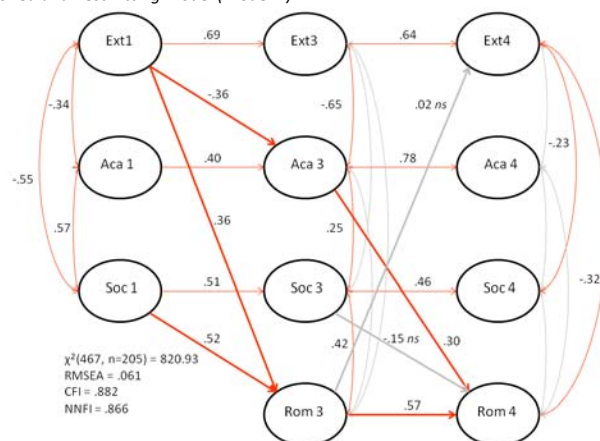 Ext1
.69
Ext3
.64
Ext4
-.34
-.36
-.65
.02 ns
-.23
Aca 1
.40
Aca 3
.78
Aca 4
-.55
.57
.36
.25
Soc 1
.51
Soc 3
.46
Soc 4
-.32
.52
.42
-.15 ns
.30
χ²(467, n=205) = 820.93
RMSEA = .061
CFI = .882
NNFI = .866
Rom 3
.57
Rom 4